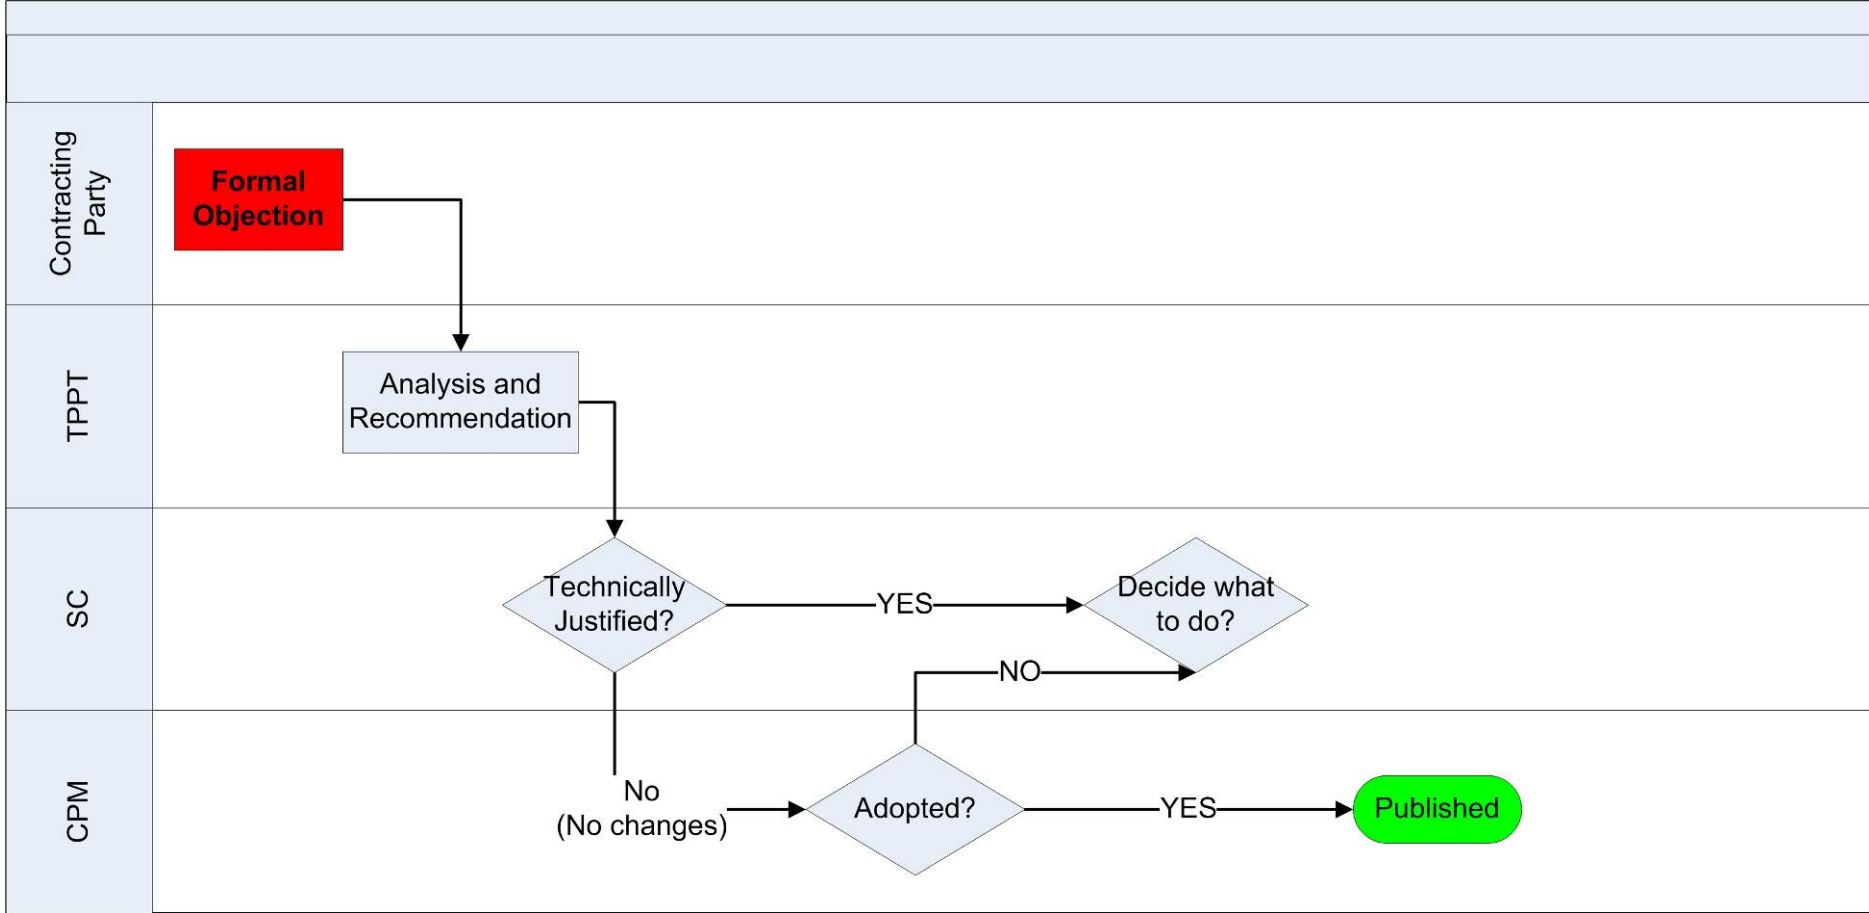 Contracting
Party
Formal
Objection
TPPT
Analysis and
Recommendation
SC
Technically
Justified?
YES
Decide what
to do?
NO
CPM
No
(No changes)
Adopted?
YES
Published